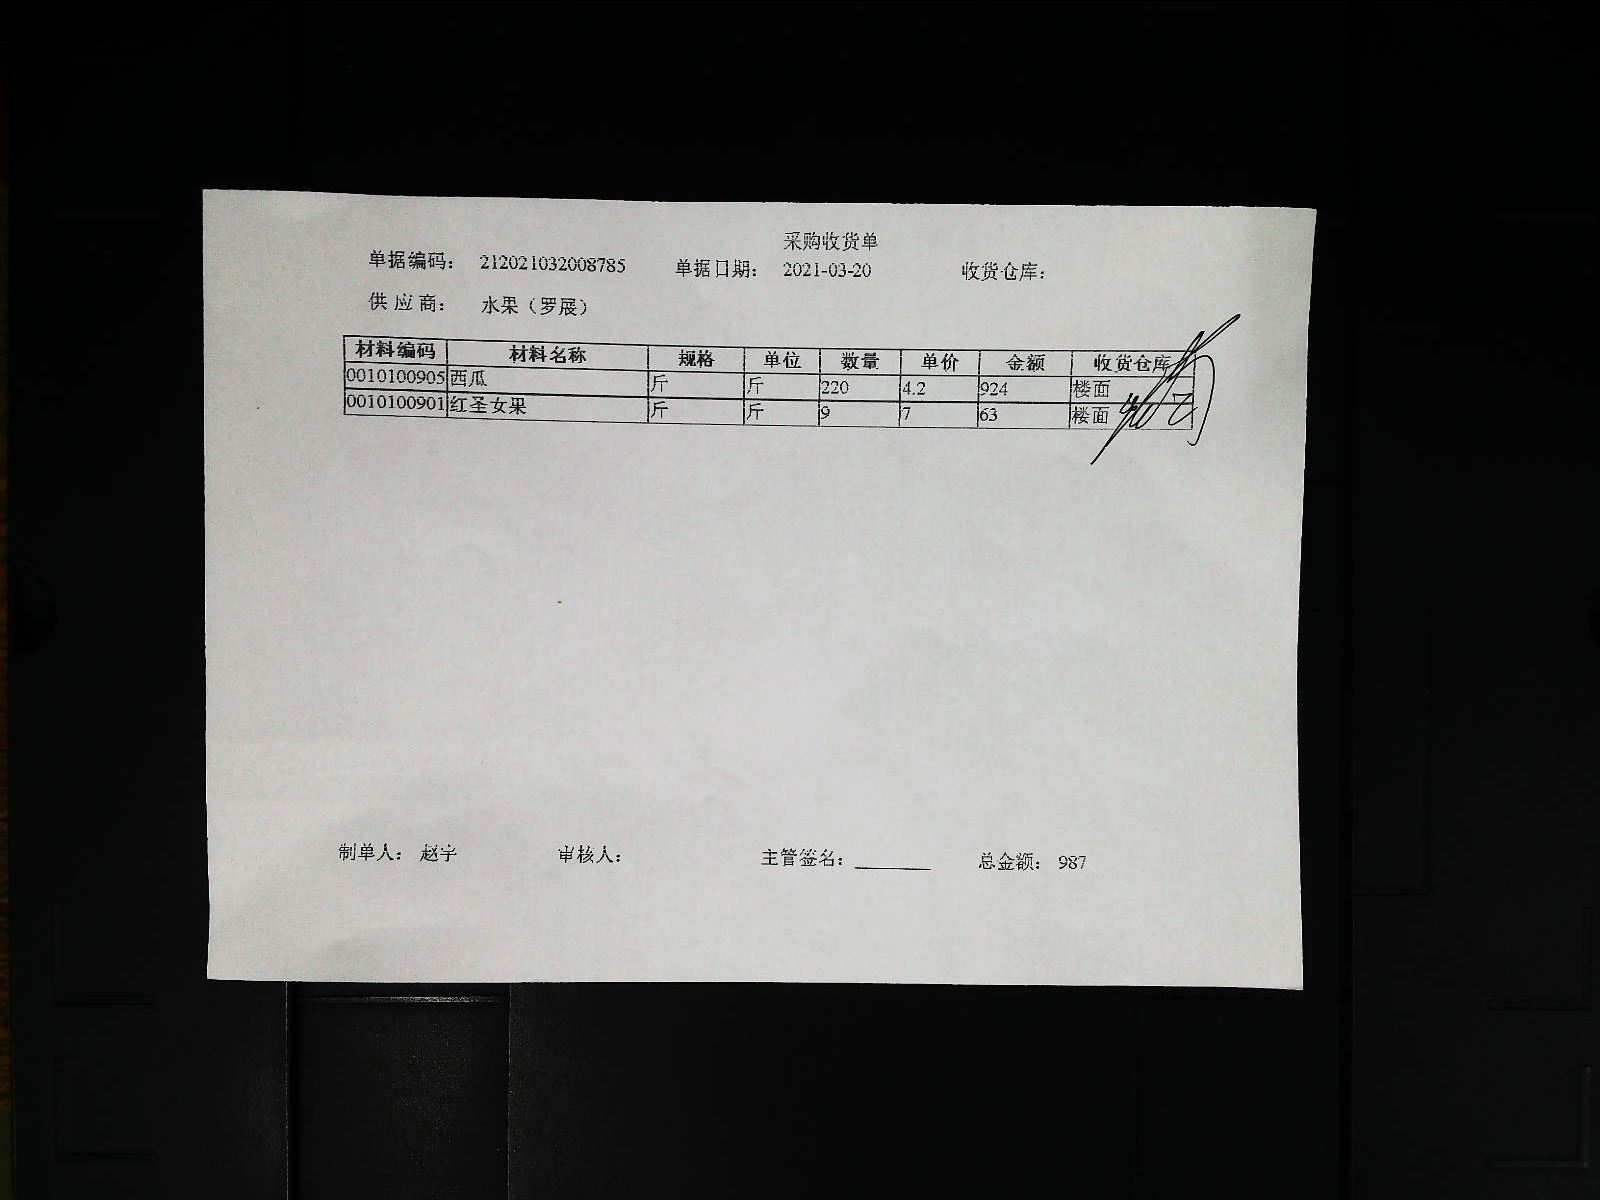 采购收货单
单据编码： 212021032008785 单据日期： 2021-03-20 收货仓库：
供 应 商： 水果（罗展）
材料编码 材料名称 规格 单位 数量 单价 金额 收货仓库
0010100905 西瓜 斤 斤 220 4.2 924 楼面
0010100901 红圣女果 斤 斤 9 7 63 楼面
制单人： 赵宇 审核人： 主管签名： 总金额： 987